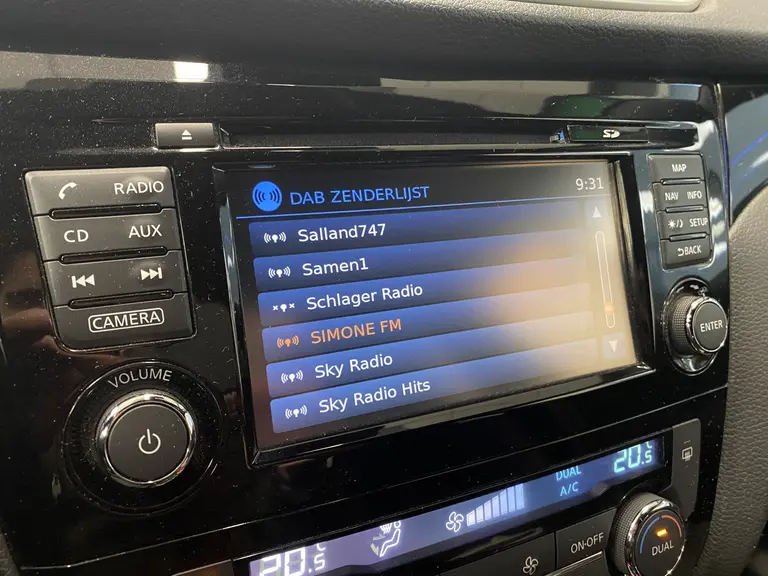 SD
RADIO
CD AUX
CAMERA
VOLUME
DAB ZENDERLIJST 9:31
Salland747
Samen1
Schlager Radio
SIMONE FM
Sky Radio
Sky Radio Hits
MAP
NAV INFO
SETUP
BACK
ENTER
20.5°C
DUAL
A/C
20.5°C
ON·OFF
DUAL